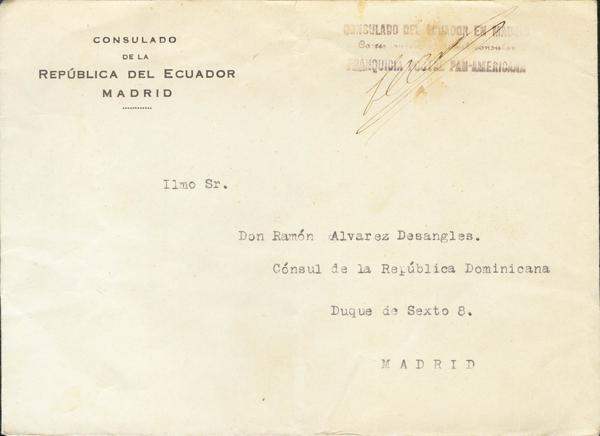 CONSULADO
DE LA
REPÚBLICA DEL ECUADOR
MADRID
CONSULADO DEL ECUADOR EN MADRID
FRANQUICIA POSTAL PAN-AMERICANA
Ilmo Sr.
Don Ramón Alvarez Desangles.
Cónsul de la República Dominicana
Duque de Sexto 8.
MADRID